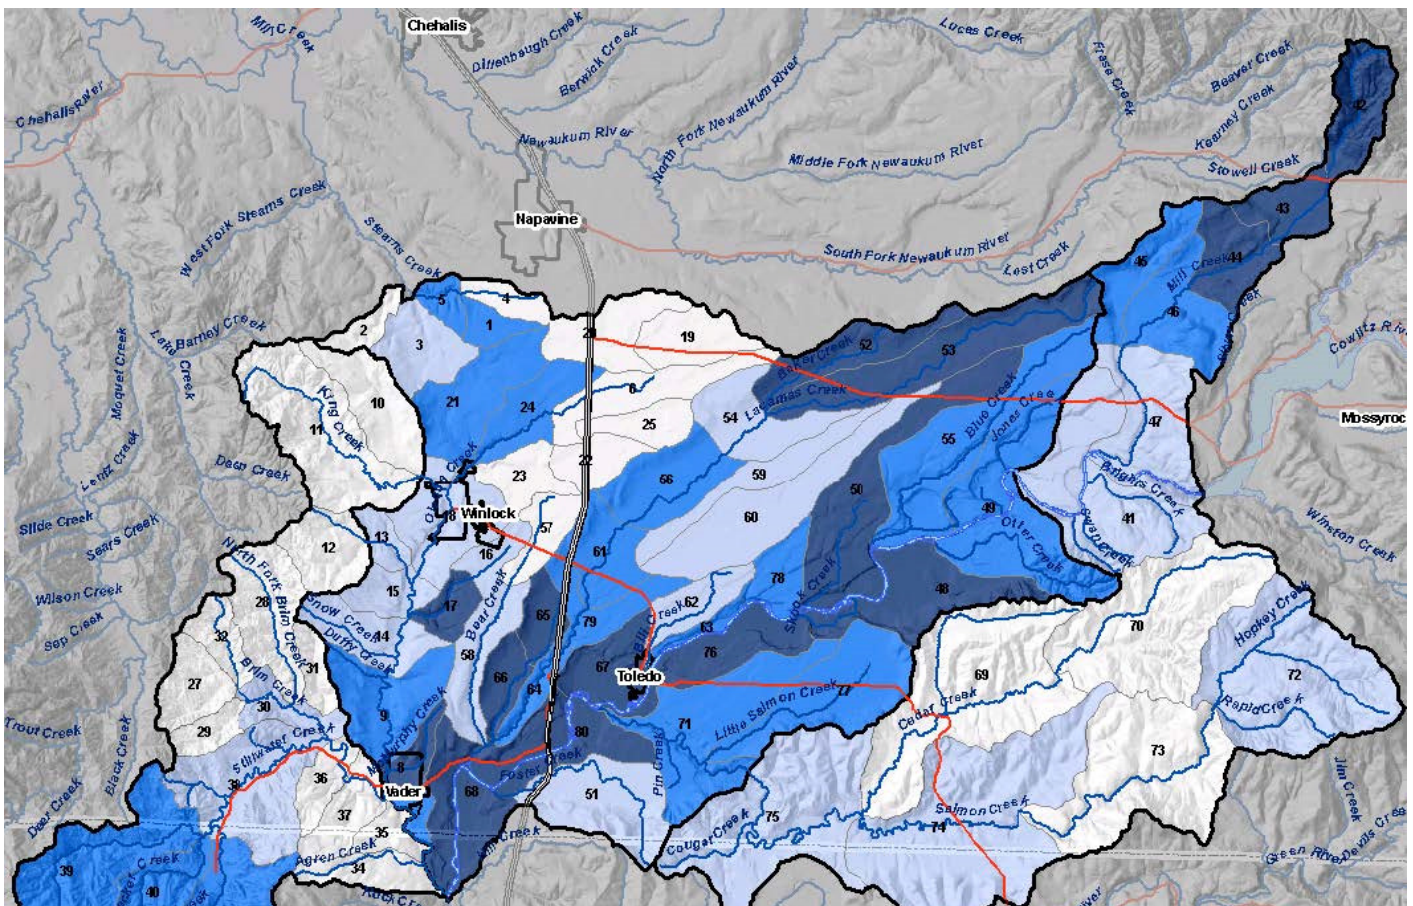 Chehalis
Mill Creek
Dillenbaugh Creek
Berwick Creek
Lucas Creek
Frase Creek
Beaver Creek
42
Chehalis River
North Fork Newaukum River
Newaukum River
Kearney Creek
Middle Fork Newaukum River
Stowell Creek
West Fork Stearns Creek
Napavine
43
Stearns Creek
South Fork Newaukum River
Lost Creek
45
Mill Creek
44
5
4
46
Barney Creek
2
1
3
19
52
53
Cowlitz Riv
Moquet Creek
Lake Creek
Baker Creek
10
King Creek
11
21
24
6
Lacamas Creek
Blue Creek
Jones Cree
54
25
55
47
Mossyroc
Lentz Creek
Deep Creek
23
22
56
59
50
49
Brights Creek
Slide Creek
Sears Creek
18
Winlock
57
60
Otter Creek
41
Swan Creek
Winston Creek
12
13
16
61
78
Wilson Creek
North Fork Brim Creek
28
15
17
Bear Creek
65
62
48
Skook Creek
Hopkey Creek
Sep Creek
32
Snow Creek
14
Duffy Creek
79
Bill Creek
63
70
31
58
76
27
Brim Creek
66
67
Toledo
69
72
30
9
64
77
Little Salmon Creek
Cedar Creek
Rapid Creek
Trout Creek
29
Stillwater Creek
Murphy Creek
80
71
73
Black Creek
8
Foster Creek
Pin Creek
36
38
Vader
68
51
Jim Creek
Deer Creek
37
75
Salmon Creek
35
74
Agren Creek
Cougar Creek
Green River
Devils Cree
39
34
40